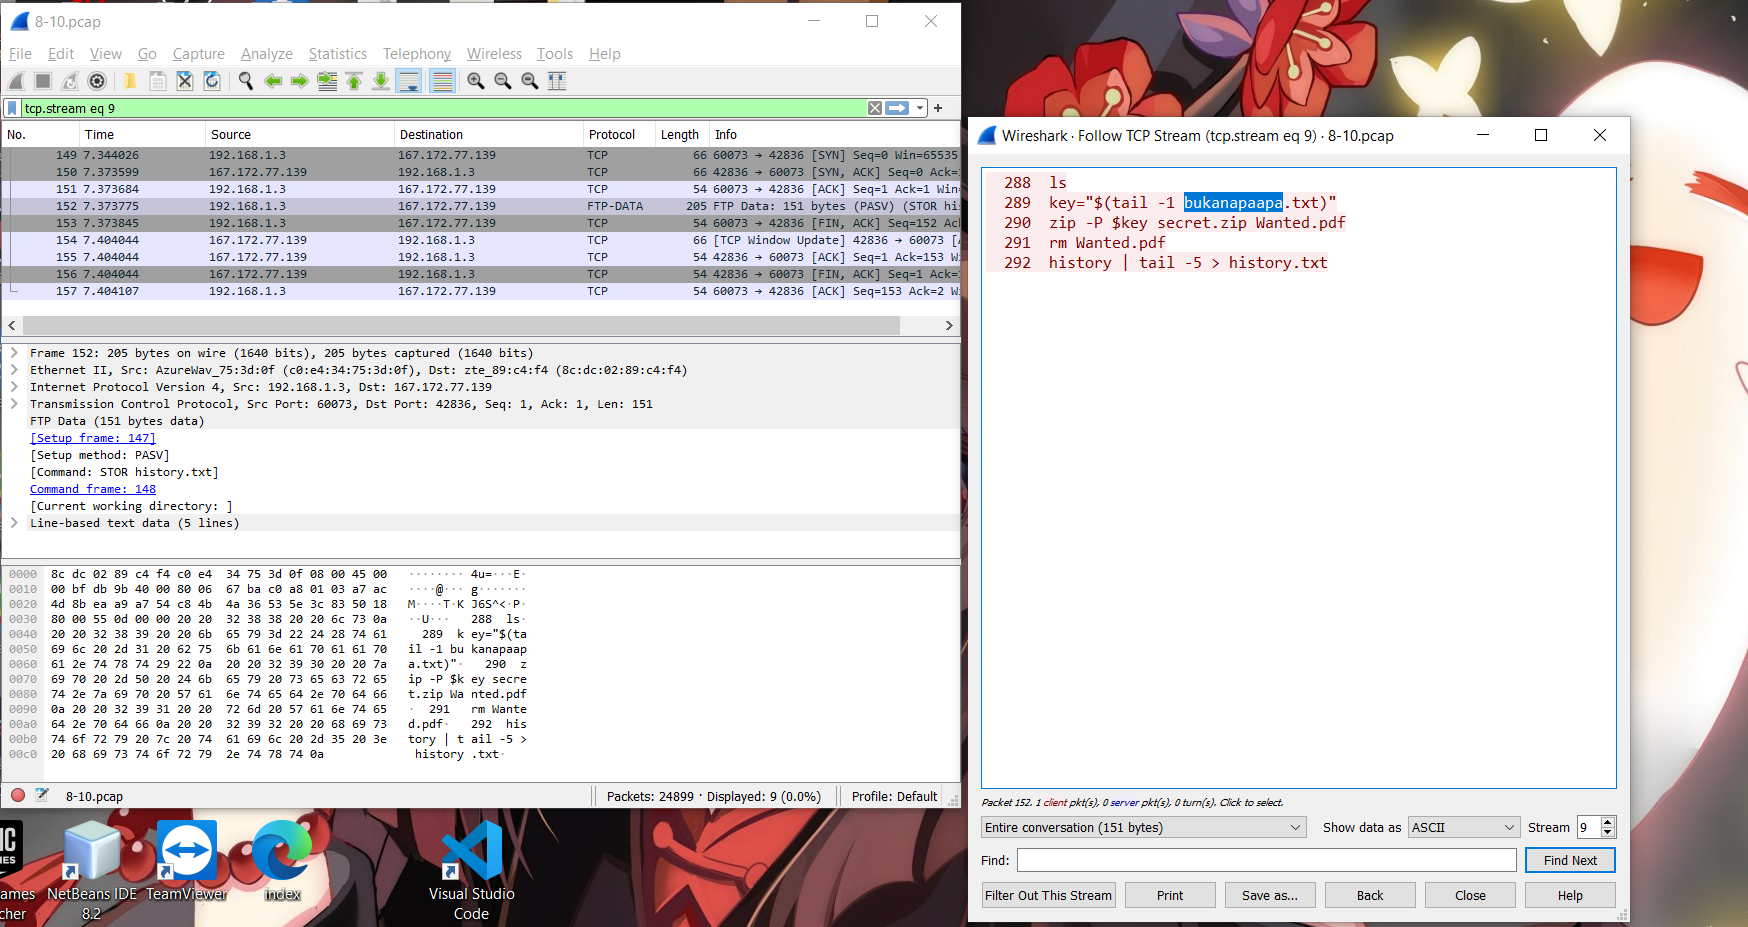 8-10.pcap
File Edit View Go Capture Analyze Statistics Telephony Wireless Tools Help
tcp.stream eq 9
No. Time Source Destination Protocol Length Info
149 7.344026 192.168.1.3 167.172.77.139 TCP 66 60073 → 42836 [SYN] Seq=0 Win=65535
150 7.373599 167.172.77.139 192.168.1.3 TCP 66 42836 → 60073 [SYN, ACK] Seq=0 Ack=
151 7.373684 192.168.1.3 167.172.77.139 TCP 54 60073 → 42836 [ACK] Seq=1 Ack=1 Win=
152 7.373775 192.168.1.3 167.172.77.139 FTP-DATA 205 FTP Data: 151 bytes (PASV) (STOR his
153 7.373845 192.168.1.3 167.172.77.139 TCP 54 60073 → 42836 [FIN, ACK] Seq=152 Ac
154 7.404044 167.172.77.139 192.168.1.3 TCP 66 [TCP Window Update] 42836 → 60073 [A
155 7.404044 167.172.77.139 192.168.1.3 TCP 54 42836 → 60073 [ACK] Seq=1 Ack=153 W
156 7.404044 167.172.77.139 192.168.1.3 TCP 54 42836 → 60073 [FIN, ACK] Seq=1 Ack=
157 7.404107 192.168.1.3 167.172.77.139 TCP 54 60073 → 42836 [ACK] Seq=153 Ack=2 W
Frame 152: 205 bytes on wire (1640 bits), 205 bytes captured (1640 bits)
Ethernet II, Src: AzureWav_75:3d:0f (c0:e4:34:75:3d:0f), Dst: zte_89:c4:f4 (8c:dc:02:89:c4:f4)
Internet Protocol Version 4, Src: 192.168.1.3, Dst: 167.172.77.139
Transmission Control Protocol, Src Port: 60073, Dst Port: 42836, Seq: 1, Ack: 1, Len: 151
FTP Data (151 bytes data)
[Setup frame: 147]
[Setup method: PASV]
[Command: STOR history.txt]
Command frame: 148
[Current working directory: ]
Line-based text data (5 lines)
0000 8c dc 02 89 c4 f4 c0 e4 34 75 3d 0f 08 00 45 00 ········ 4u=···E·
0010 00 bf db 9b 40 00 80 06 67 ba c0 a8 01 03 a7 ac ····@··· g·······
0020 4d 8b ea a9 a7 54 c8 4b 4a 36 53 5e 3c 83 50 18 M····T·K J6S^<·P·
0030 80 00 55 0d 00 00 20 20 32 38 38 20 20 6c 73 0a ··U··· 288 ls·
0040 20 20 32 38 39 20 20 6b 65 79 3d 22 24 28 74 61 289 k ey="$(ta
0050 69 6c 20 2d 31 20 62 75 6b 61 6e 61 70 61 61 70 il -1 bu kanapaap
0060 61 2e 74 78 74 29 22 0a 20 20 32 39 30 20 20 7a a.txt)"· 290 z
0070 69 70 20 2d 50 20 24 6b 65 79 20 73 65 63 72 65 ip -P $k ey secre
0080 74 2e 7a 69 70 20 57 61 6e 74 65 64 2e 70 64 66 t.zip Wa nted.pdf
0090 0a 20 20 32 39 31 20 20 72 6d 20 57 61 6e 74 65 · 291 rm Wante
00a0 64 2e 70 64 66 0a 20 20 32 39 32 20 20 68 69 73 d.pdf· 292 his
00b0 74 6f 72 79 20 7c 20 74 61 69 6c 20 2d 35 20 3e tory | t ail -5 >
00c0 20 68 69 73 74 6f 72 79 2e 74 78 74 0a history .txt·
8-10.pcap Packets: 24899 · Displayed: 9 (0.0%) Profile: Default
Wireshark · Follow TCP Stream (tcp.stream eq 9) · 8-10.pcap
288 ls
289 key="$(tail -1 bukanapaapa.txt)"
290 zip -P $key secret.zip Wanted.pdf
291 rm Wanted.pdf
292 history | tail -5 > history.txt
Packet 152. 1 client pkt(s), 0 server pkt(s), 0 turn(s). Click to select.
Entire conversation (151 bytes) Show data as ASCII Stream 9
Find: Find Next
Filter Out This Stream Print Save as... Back Close Help
IC
IES
ames
cher
NetBeans IDE
8.2
TeamViewer
index
Visual Studio
Code